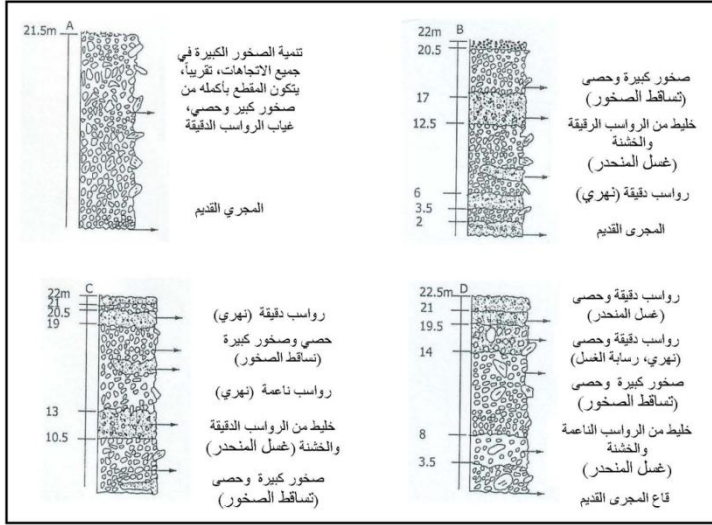 A
21.5m
تنمية الصخور الكبيرة في
جميع الاتجاهات، تقريباً،
يتكون المقطع بأكمله من
صخور كبير وحصي،
غياب الرواسب الدقيقة
المجري القديم
B
22m
20.5
17
12.5
6
3.5
2
صخور كبيرة وحصى
(تساقط الصخور)
خليط من الرواسب الرقيقة
والخشنة
(غسل المنحدر)
رواسب دقيقة (نهري)
المجرى القديم
C
22m
21
20.5
19
13
10.5
رواسب دقيقة (نهري)
حصي وصخور كبيرة
(تساقط الصخور)
رواسب ناعمة (نهري)
خليط من الرواسب الدقيقة
والخشنة (غسل المنحدر)
صخور كبيرة وحصى
(تساقط الصخور)
D
22.5m
21
19.5
14
8
3.5
رواسب دقيقة وحصى
(غسل المنحدر)
رواسب دقيقة وحصى
(نهري، رسابة الغسل)
صخور كبيرة وحصى
(تساقط الصخور)
خليط من الرواسب الناعمة
والخشنة
(غسل المنحدر)
قاع المجرى القديم